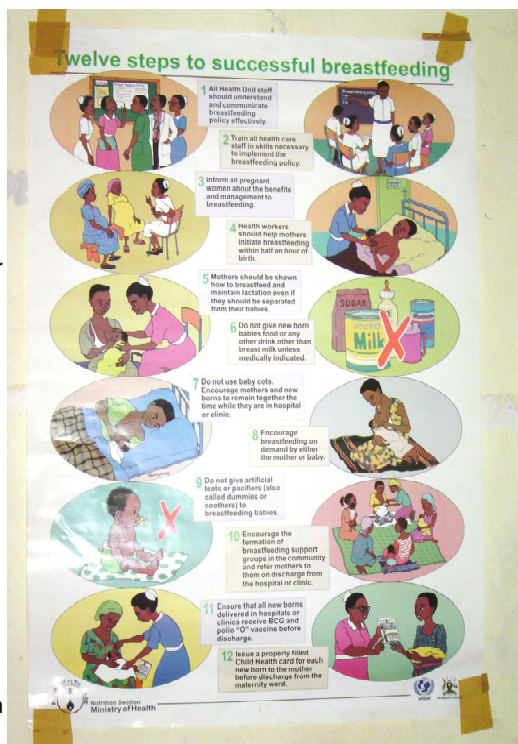 Twelve steps to successful breastfeeding
1 All Health Unit staff
should understand
and communicate
breastfeeding
policy effectively.
2 Train all health care
staff in skills necessary
to implement the
breastfeeding policy.
3 Inform all pregnant
women about the benefits
and management to
breastfeeding.
4 Health workers
should help mothers
initiate breastfeeding
within half an hour of
birth.
5 Mothers should be shown
how to breastfeed and
maintain lactation even if
they should be separated
from their babies.
SUGAR
Milk
6 Do not give new born
babies food or any
other drink other than
breast milk unless
medically indicated.
7 Do not use baby cots.
Encourage mothers and new
borns to remain together the
time while they are in hospital
or clinic.
8 Encourage
breastfeeding on
demand by either
the mother or baby.
9 Do not give artificial
teats or pacifiers (also
called dummies or
soothers) to
breastfeeding babies.
10 Encourage the
formation of
breastfeeding support
groups in the community
and refer mothers to
them on discharge from
the hospital or clinic.
11 Ensure that all new borns
delivered in hospitals or
clinics receive BCG and
polio "O" vaccine before
discharge.
12 Issue a properly filled
Child Health card for each
new born to the mother
before discharge from the
maternity ward.
Nutrition Section
Ministry of Health
unicef